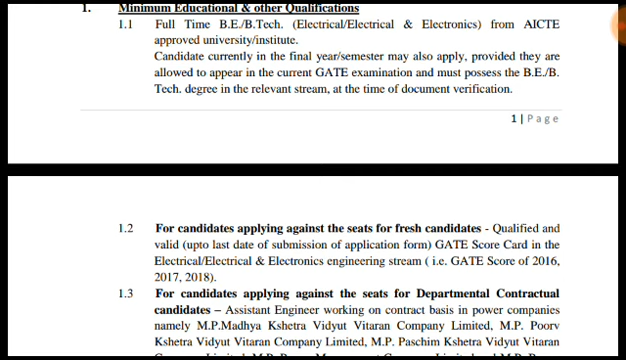 1. Minimum Educational & other Qualifications
1.1 Full Time B.E./B.Tech. (Electrical/Electrical & Electronics) from AICTE
approved university/institute.
Candidate currently in the final year/semester may also apply, provided they are
allowed to appear in the current GATE examination and must possess the B.E./B.
Tech. degree in the relevant stream, at the time of document verification.
1 | P a g e
1.2 For candidates applying against the seats for fresh candidates - Qualified and
valid (upto last date of submission of application form) GATE Score Card in the
Electrical/Electrical & Electronics engineering stream ( i.e. GATE Score of 2016,
2017, 2018).
1.3 For candidates applying against the seats for Departmental Contractual
candidates – Assistant Engineer working on contract basis in power companies
namely M.P.Madhya Kshetra Vidyut Vitaran Company Limited, M.P. Poorv
Kshetra Vidyut Vitaran Company Limited, M.P. Paschim Kshetra Vidyut Vitaran